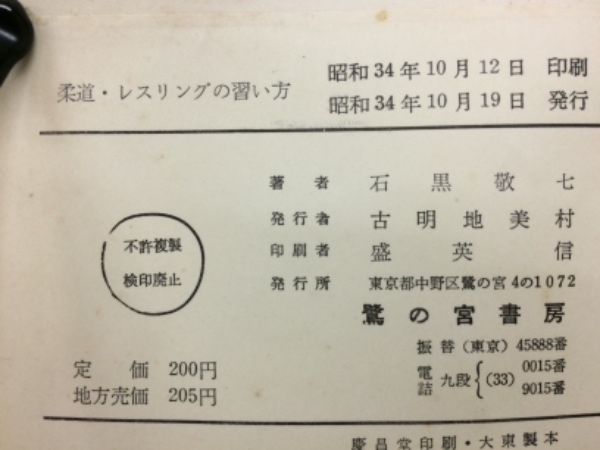 柔道・レスリングの習い方
昭和34年10月12日 印刷
昭和34年10月19日 発行
著者 石黒敬七
発行者 古明地美村
印刷者 盛英信
発行所 東京都中野区鷺の宮4の1072
鷺の宮書房
振替(東京)45888番
電話 九段(33) 0015番 9015番
不許複製
検印廃止
定価 200円
地方売価 205円
慶昌堂印刷・大東製本